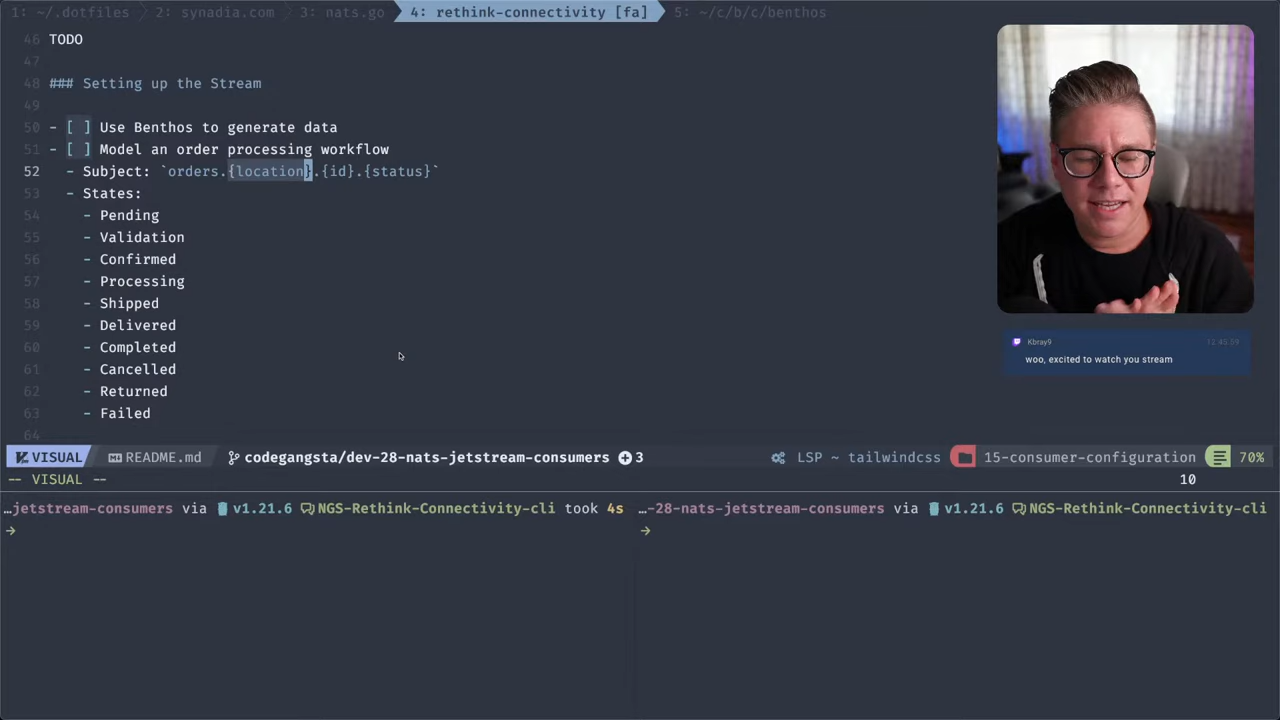 1: ~/.dotfiles 2: synadia.com 3: nats.go 4: rethink-connectivity [fa] 5: ~/c/b/c/benthos
46 TODO
47
48 ### Setting up the Stream
49
50 - [ ] Use Benthos to generate data
51 - [ ] Model an order processing workflow
52 - Subject: `orders.{location}.{id}.{status}`
53 - States:
54 - Pending
55 - Validation
56 - Confirmed
57 - Processing
58 - Shipped
59 - Delivered
60 - Completed
61 - Cancelled
62 - Returned
63 - Failed
64
Kbray9 12:45:59
woo, excited to watch you stream
VISUAL README.md codegangsta/dev-28-nats-jetstream-consumers 3 LSP ~ tailwindcss 15-consumer-configuration 70%
-- VISUAL -- 10
…jetstream-consumers via v1.21.6 NGS-Rethink-Connectivity-cli took 4s
→
…-28-nats-jetstream-consumers via v1.21.6 NGS-Rethink-Connectivity-cli
→